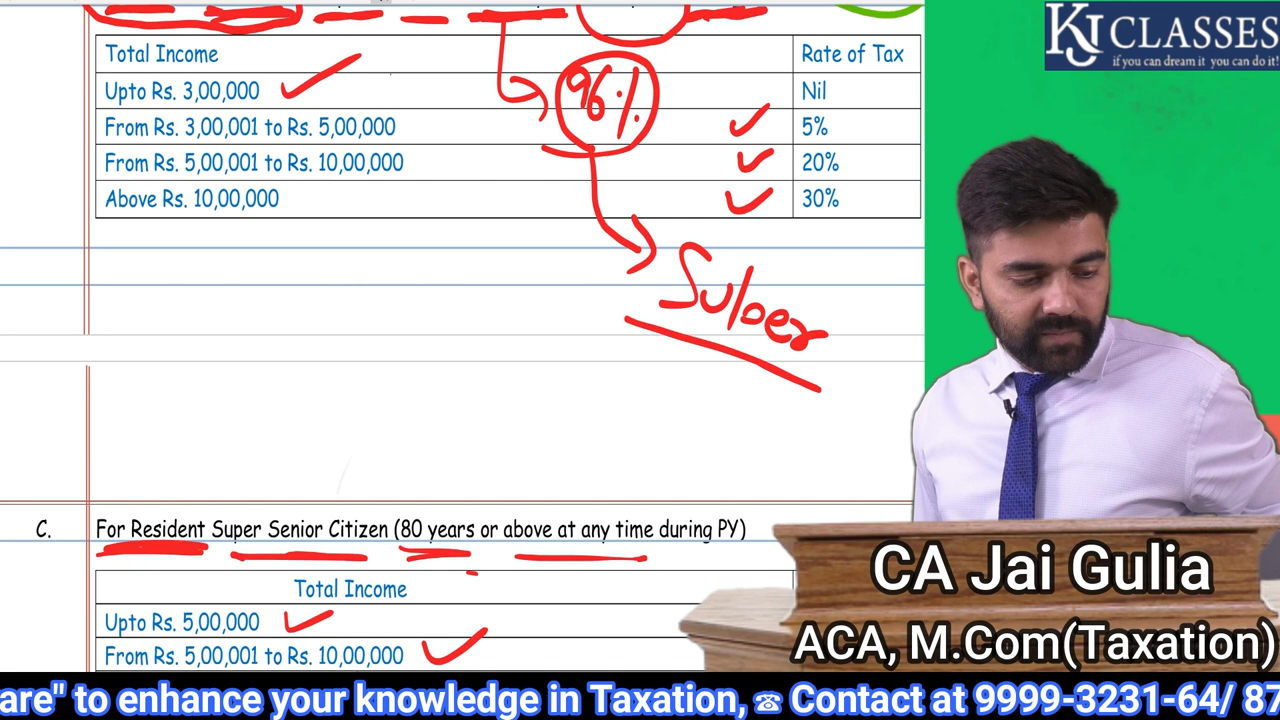 KJ CLASSES
if you can dream it you can do it!
Total Income Rate of Tax
Upto Rs. 3,00,000 Nil
From Rs. 3,00,001 to Rs. 5,00,000 5%
From Rs. 5,00,001 to Rs. 10,00,000 20%
Above Rs. 10,00,000 30%
96%
Super
C. For Resident Super Senior Citizen (80 years or above at any time during PY)
Total Income
Upto Rs. 5,00,000
From Rs. 5,00,001 to Rs. 10,00,000
CA Jai Gulia
ACA, M.Com(Taxation)
are" to enhance your knowledge in Taxation, ☎ Contact at 9999-3231-64/ 87